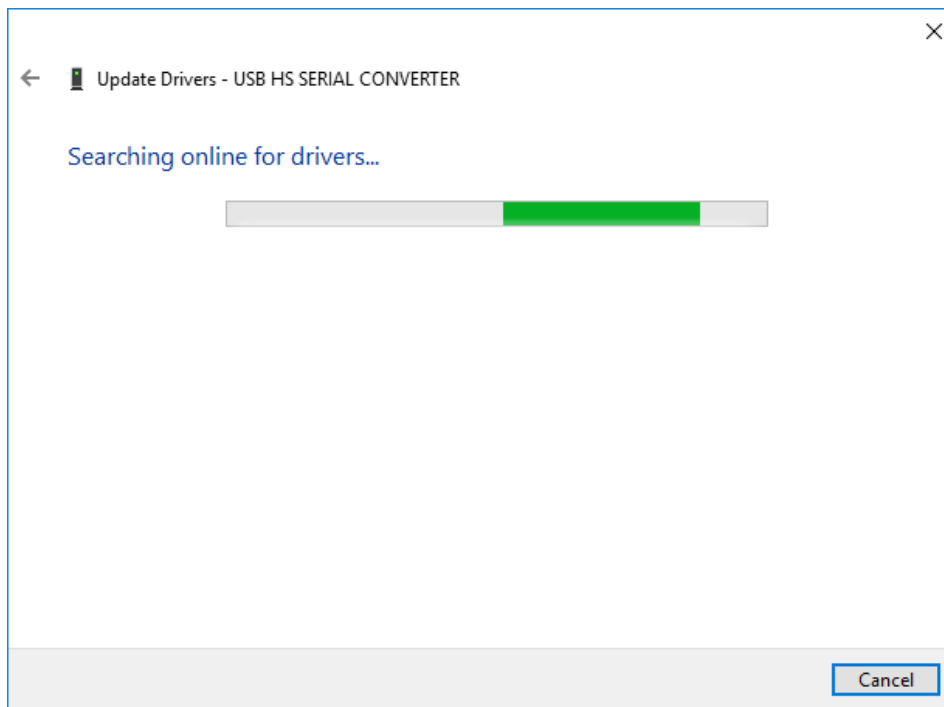 Update Drivers - USB HS SERIAL CONVERTER
Searching online for drivers...
Cancel